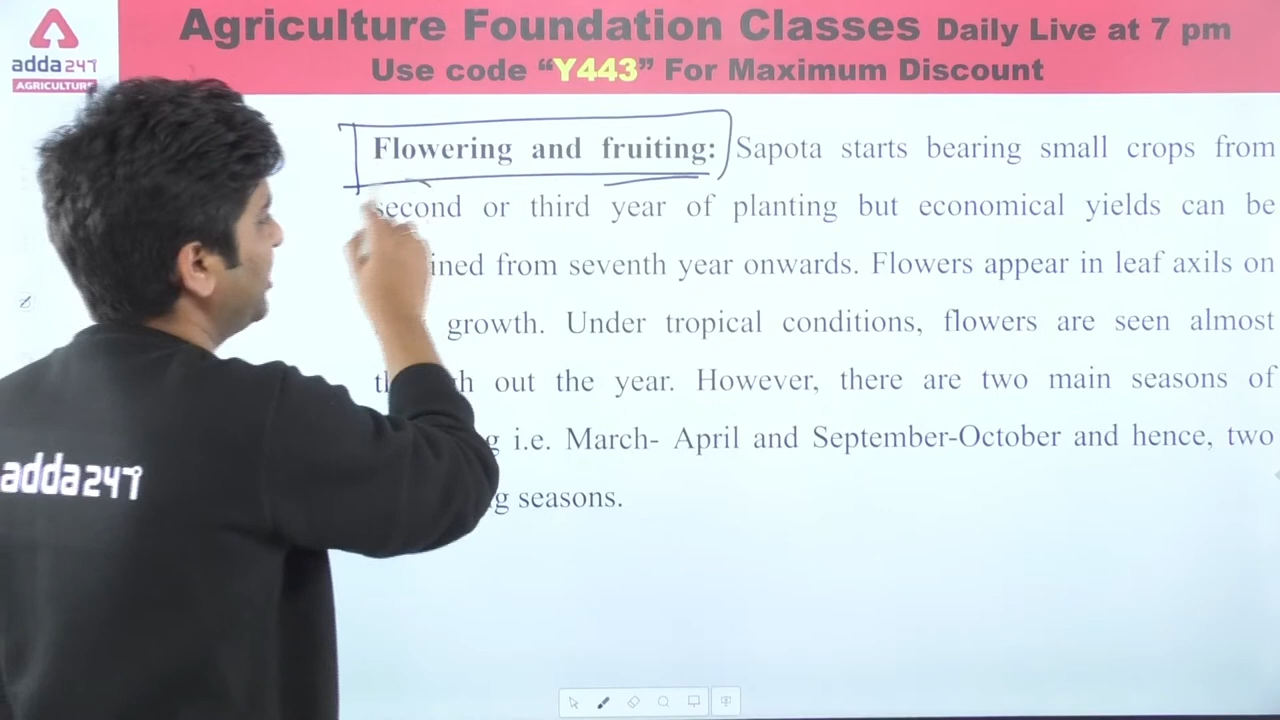 Agriculture Foundation Classes Daily Live at 7 pm
Use code “Y443” For Maximum Discount
adda247
AGRICULTURE
Flowering and fruiting: Sapota starts bearing small crops from
second or third year of planting but economical yields can be
ined from seventh year onwards. Flowers appear in leaf axils on
growth. Under tropical conditions, flowers are seen almost
out the year. However, there are two main seasons of
i.e. March- April and September-October and hence, two
seasons.
adda247